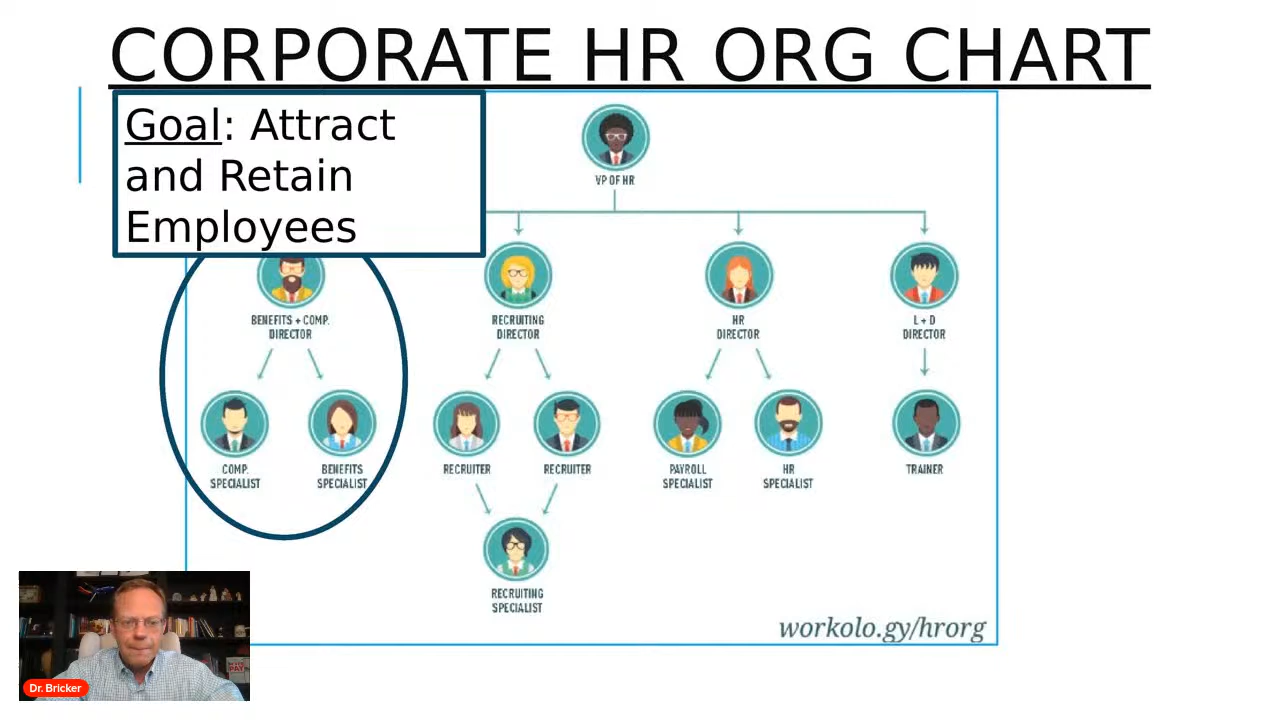 CORPORATE HR ORG CHART
Goal: Attract
and Retain
Employees
VP OF HR
BENEFITS + COMP.
DIRECTOR
RECRUITING
DIRECTOR
HR
DIRECTOR
L + D
DIRECTOR
COMP.
SPECIALIST
BENEFITS
SPECIALIST
RECRUITER
RECRUITER
PAYROLL
SPECIALIST
HR
SPECIALIST
TRAINER
RECRUITING
SPECIALIST
workolo.gy/hrorg
Dr. Bricker